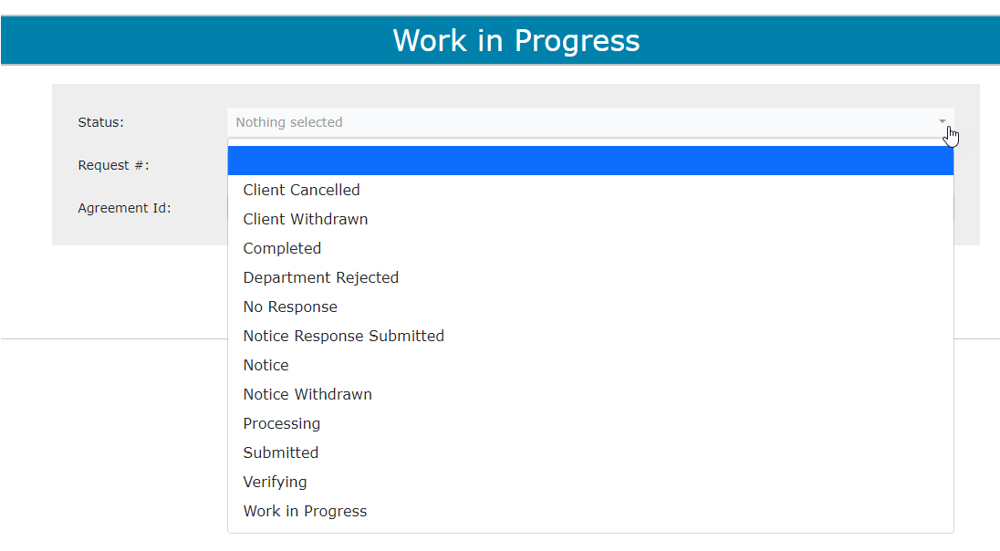 Work in Progress
Status:
Nothing selected
Request #:
Agreement Id:
Client Cancelled
Client Withdrawn
Completed
Department Rejected
No Response
Notice Response Submitted
Notice
Notice Withdrawn
Processing
Submitted
Verifying
Work in Progress